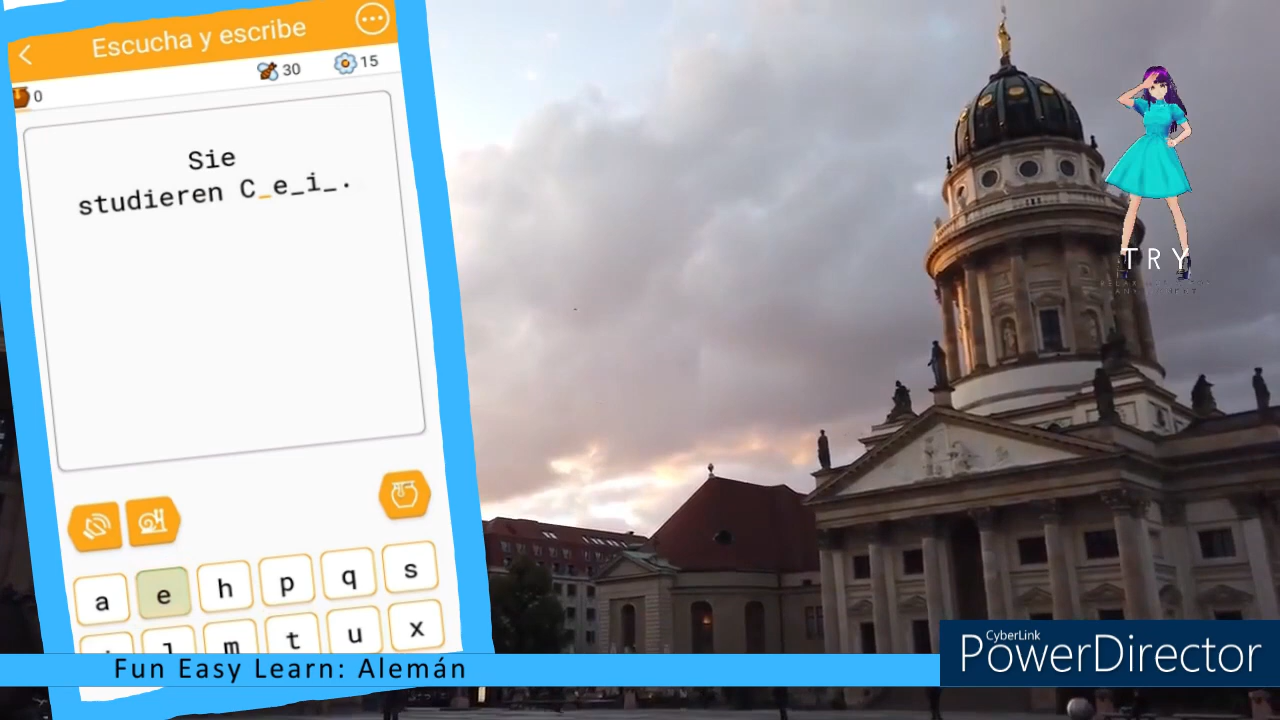 Escucha y escribe
30
15
0
Sie
studieren C_e_i_.
a e h p q s
l m t u x
Fun Easy Learn: Alemán
TRY
CyberLink
PowerDirector